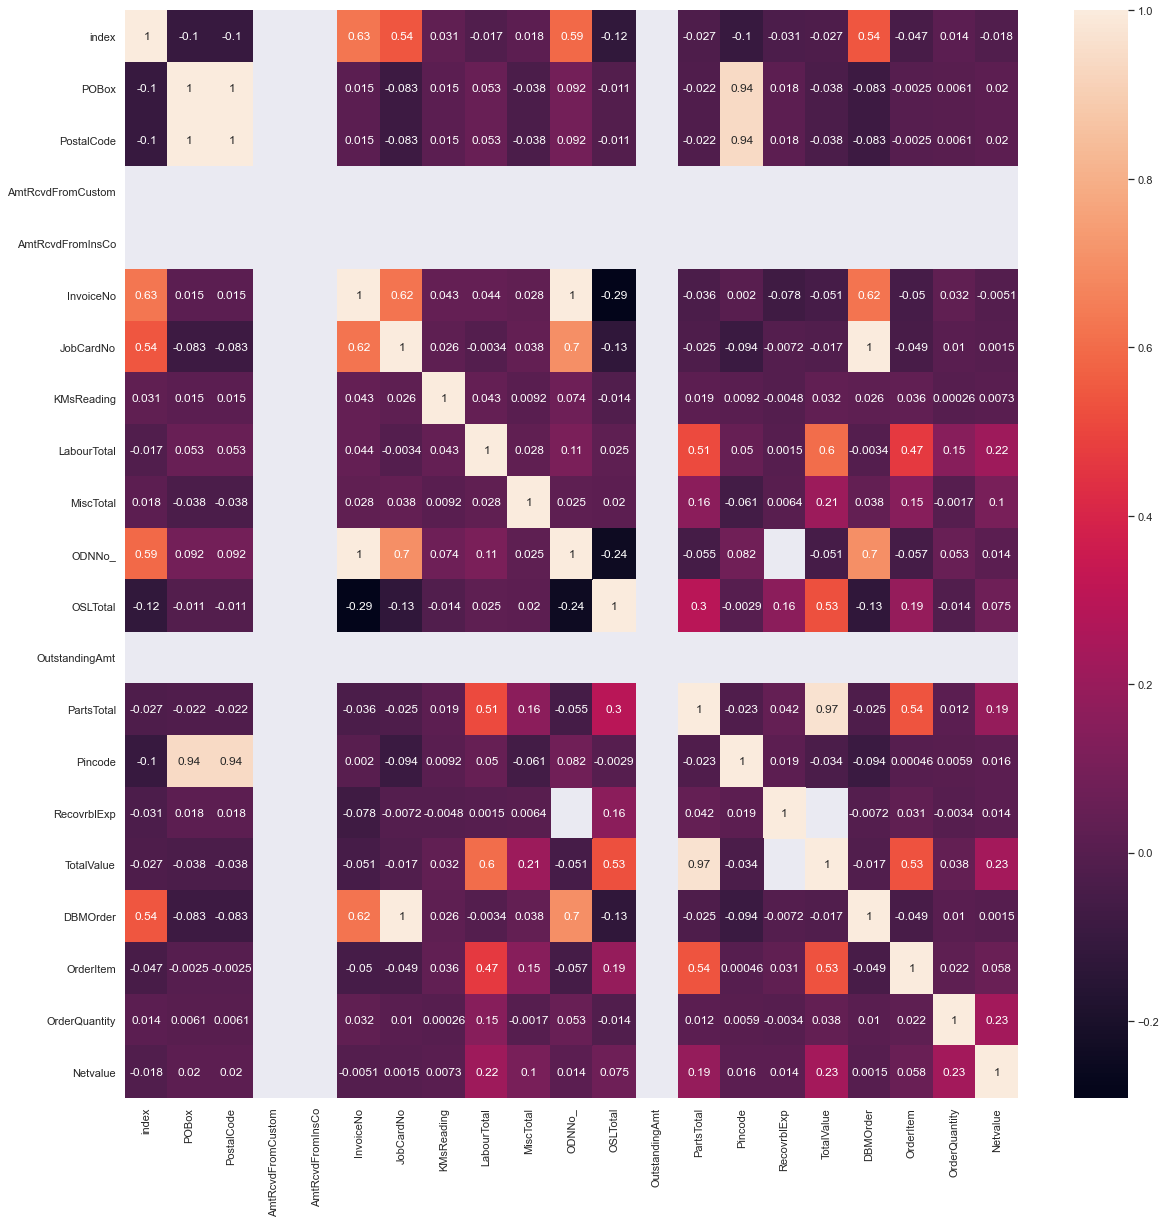 index 1 -0.1 -0.1 0.63 0.54 0.031 -0.017 0.018 0.59 -0.12 -0.027 -0.1 -0.031 -0.027 0.54 -0.047 0.014 -0.018
POBox -0.1 1 1 0.015 -0.083 0.015 0.053 -0.038 0.092 -0.011 -0.022 0.94 0.018 -0.038 -0.083 -0.0025 0.0061 0.02
PostalCode -0.1 1 1 0.015 -0.083 0.015 0.053 -0.038 0.092 -0.011 -0.022 0.94 0.018 -0.038 -0.083 -0.0025 0.0061 0.02
AmtRcvdFromCustom
AmtRcvdFromInsCo
InvoiceNo 0.63 0.015 0.015 1 0.62 0.043 0.044 0.028 1 -0.29 -0.036 0.002 -0.078 -0.051 0.62 -0.05 0.032 -0.0051
JobCardNo 0.54 -0.083 -0.083 0.62 1 0.026 -0.0034 0.038 0.7 -0.13 -0.025 -0.094 -0.0072 -0.017 1 -0.049 0.01 0.0015
KMsReading 0.031 0.015 0.015 0.043 0.026 1 0.043 0.0092 0.074 -0.014 0.019 0.0092 -0.0048 0.032 0.026 0.036 0.00026 0.0073
LabourTotal -0.017 0.053 0.053 0.044 -0.0034 0.043 1 0.028 0.11 0.025 0.51 0.05 0.0015 0.6 -0.0034 0.47 0.15 0.22
MiscTotal 0.018 -0.038 -0.038 0.028 0.038 0.0092 0.028 1 0.025 0.02 0.16 -0.061 0.0064 0.21 0.038 0.15 -0.0017 0.1
ODNNo_ 0.59 0.092 0.092 1 0.7 0.074 0.11 0.025 1 -0.24 -0.055 0.082 -0.051 0.7 -0.057 0.053 0.014
OSLTotal -0.12 -0.011 -0.011 -0.29 -0.13 -0.014 0.025 0.02 -0.24 1 0.3 -0.0029 0.16 0.53 -0.13 0.19 -0.014 0.075
OutstandingAmt
PartsTotal -0.027 -0.022 -0.022 -0.036 -0.025 0.019 0.51 0.16 -0.055 0.3 1 -0.023 0.042 0.97 -0.025 0.54 0.012 0.19
Pincode -0.1 0.94 0.94 0.002 -0.094 0.0092 0.05 -0.061 0.082 -0.0029 -0.023 1 0.019 -0.034 -0.094 0.00046 0.0059 0.016
RecovrblExp -0.031 0.018 0.018 -0.078 -0.0072 -0.0048 0.0015 0.0064 0.16 0.042 0.019 1 -0.0072 0.031 -0.0034 0.014
TotalValue -0.027 -0.038 -0.038 -0.051 -0.017 0.032 0.6 0.21 -0.051 0.53 0.97 -0.034 1 -0.017 0.53 0.038 0.23
DBMOrder 0.54 -0.083 -0.083 0.62 1 0.026 -0.0034 0.038 0.7 -0.13 -0.025 -0.094 -0.0072 -0.017 1 -0.049 0.01 0.0015
OrderItem -0.047 -0.0025 -0.0025 -0.05 -0.049 0.036 0.47 0.15 -0.057 0.19 0.54 0.00046 0.031 0.53 -0.049 1 0.022 0.058
OrderQuantity 0.014 0.0061 0.0061 0.032 0.01 0.00026 0.15 -0.0017 0.053 -0.014 0.012 0.0059 -0.0034 0.038 0.01 0.022 1 0.23
Netvalue -0.018 0.02 0.02 -0.0051 0.0015 0.0073 0.22 0.1 0.014 0.075 0.19 0.016 0.014 0.23 0.0015 0.058 0.23 1
index
POBox
PostalCode
AmtRcvdFromCustom
AmtRcvdFromInsCo
InvoiceNo
JobCardNo
KMsReading
LabourTotal
MiscTotal
ODNNo_
OSLTotal
OutstandingAmt
PartsTotal
Pincode
RecovrblExp
TotalValue
DBMOrder
OrderItem
OrderQuantity
Netvalue
1.0
0.8
0.6
0.4
0.2
0.0
−0.2